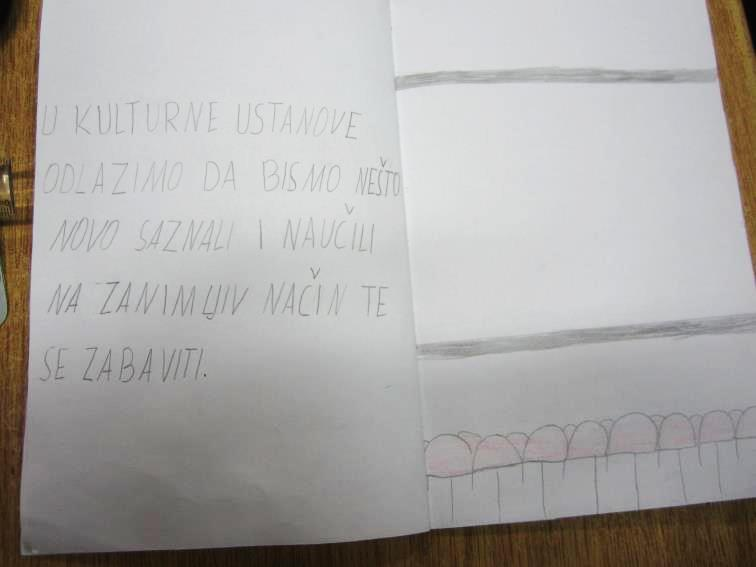 U KULTURNE USTANOVE
ODLAZIMO DA BISMO NEŠTO
NOVO SAZNALI I NAUČILI
NA ZANIMLJIV NAČIN TE
SE ZABAVITI.